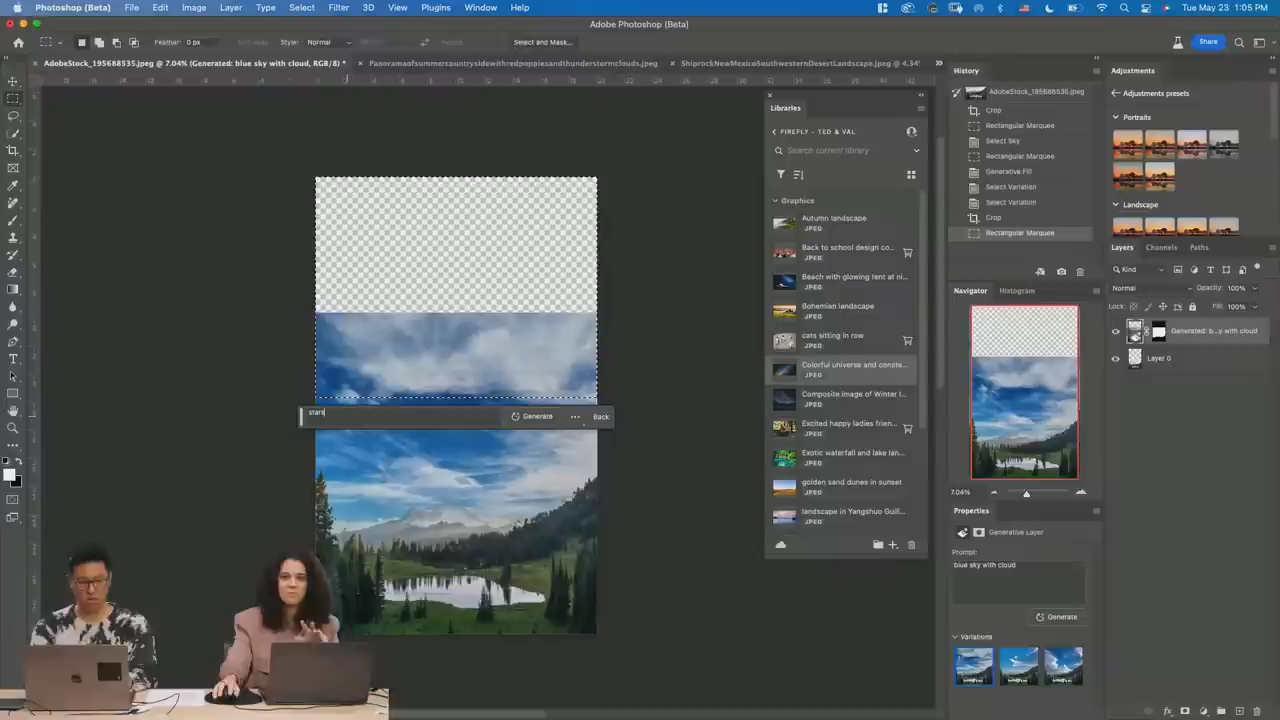 Photoshop (Beta) File Edit Image Layer Type Select Filter 3D View Plugins Window Help
Tue May 23 1:05 PM
Adobe Photoshop (Beta)
Feather: 0 px
Style: Normal
Select and Mask...
Share
AdobeStock_195688535.jpeg @ 7.04% (Generated: blue sky with cloud, RGB/8) *
PanoramaofsummercountrysidewithredpoppiesandthunderstormcIouds.jpeg
ShiprockNewMexicoSouthwesternDesertLandscape.jpeg @ 4.34%
stars
Generate
Back
Libraries
FIREFLY - TED & VAL
Search current library
Graphics
Autumn landscape
JPEG
Back to school design co...
JPEG
Beach with glowing tent at ni...
JPEG
Bohemian landscape
JPEG
cats sitting in row
JPEG
Colorful universe and conste...
JPEG
Composite image of Winter l...
JPEG
Excited happy ladies frien...
JPEG
Exotic waterfall and lake lan...
JPEG
golden sand dunes in sunset
JPEG
landscape in Yangshuo Guili...
JPEG
History
AdobeStock_195688535.jpeg
Crop
Rectangular Marquee
Select Sky
Rectangular Marquee
Generative Fill
Select Variation
Select Variation
Crop
Rectangular Marquee
Navigator Histogram
7.04%
Properties
Generative Layer
Prompt:
blue sky with cloud
Generate
Variations
Adjustments
Adjustments presets
Portraits
Landscape
Layers Channels Paths
Kind
Normal
Opacity: 100%
Lock:
Fill: 100%
Generated: b...y with cloud
Layer 0